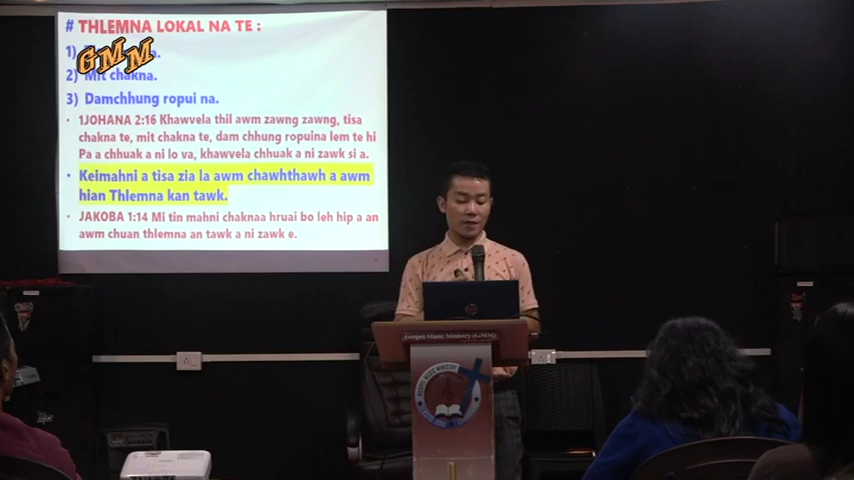 # THLEMNA LOKAL NA TE :
1)
GMM
2) Mit chakna.
3) Damchhung ropui na.
• 1JOHANA 2:16 Khawvela thil awm zawng zawng, tisa
chakna te, mit chakna te, dam chhung ropuina lem te hi
Pa a chhuak a ni lo va, khawvela chhuak a ni zawk si a.
• Keimahni a tisa zia la awm chawhthawh a awm
hian Thlemna kan tawk.
• JAKOBA 1:14 Mi tin mahni chaknaa hruai bo leh hip a an
awm chuan thlemna an tawk a ni zawk e.
Gospel Music Ministry (GMM)
GOSPEL MUSIC MINISTRY